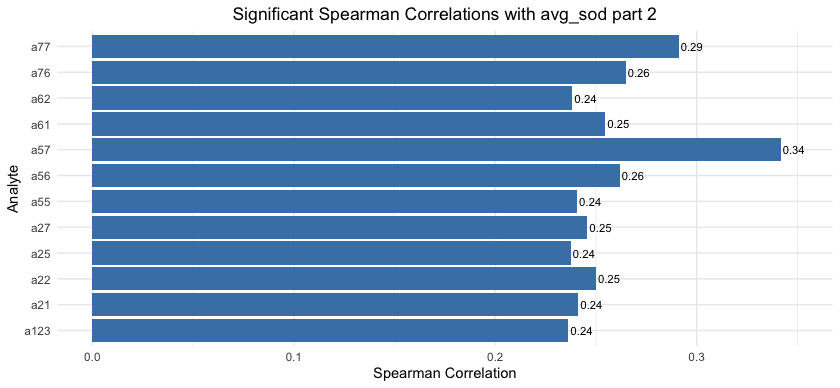 Significant Spearman Correlations with avg_sod part 2
Analyte
a77 0.29
a76 0.26
a62 0.24
a61 0.25
a57 0.34
a56 0.26
a55 0.24
a27 0.25
a25 0.24
a22 0.25
a21 0.24
a123 0.24
0.0 0.1 0.2 0.3
Spearman Correlation